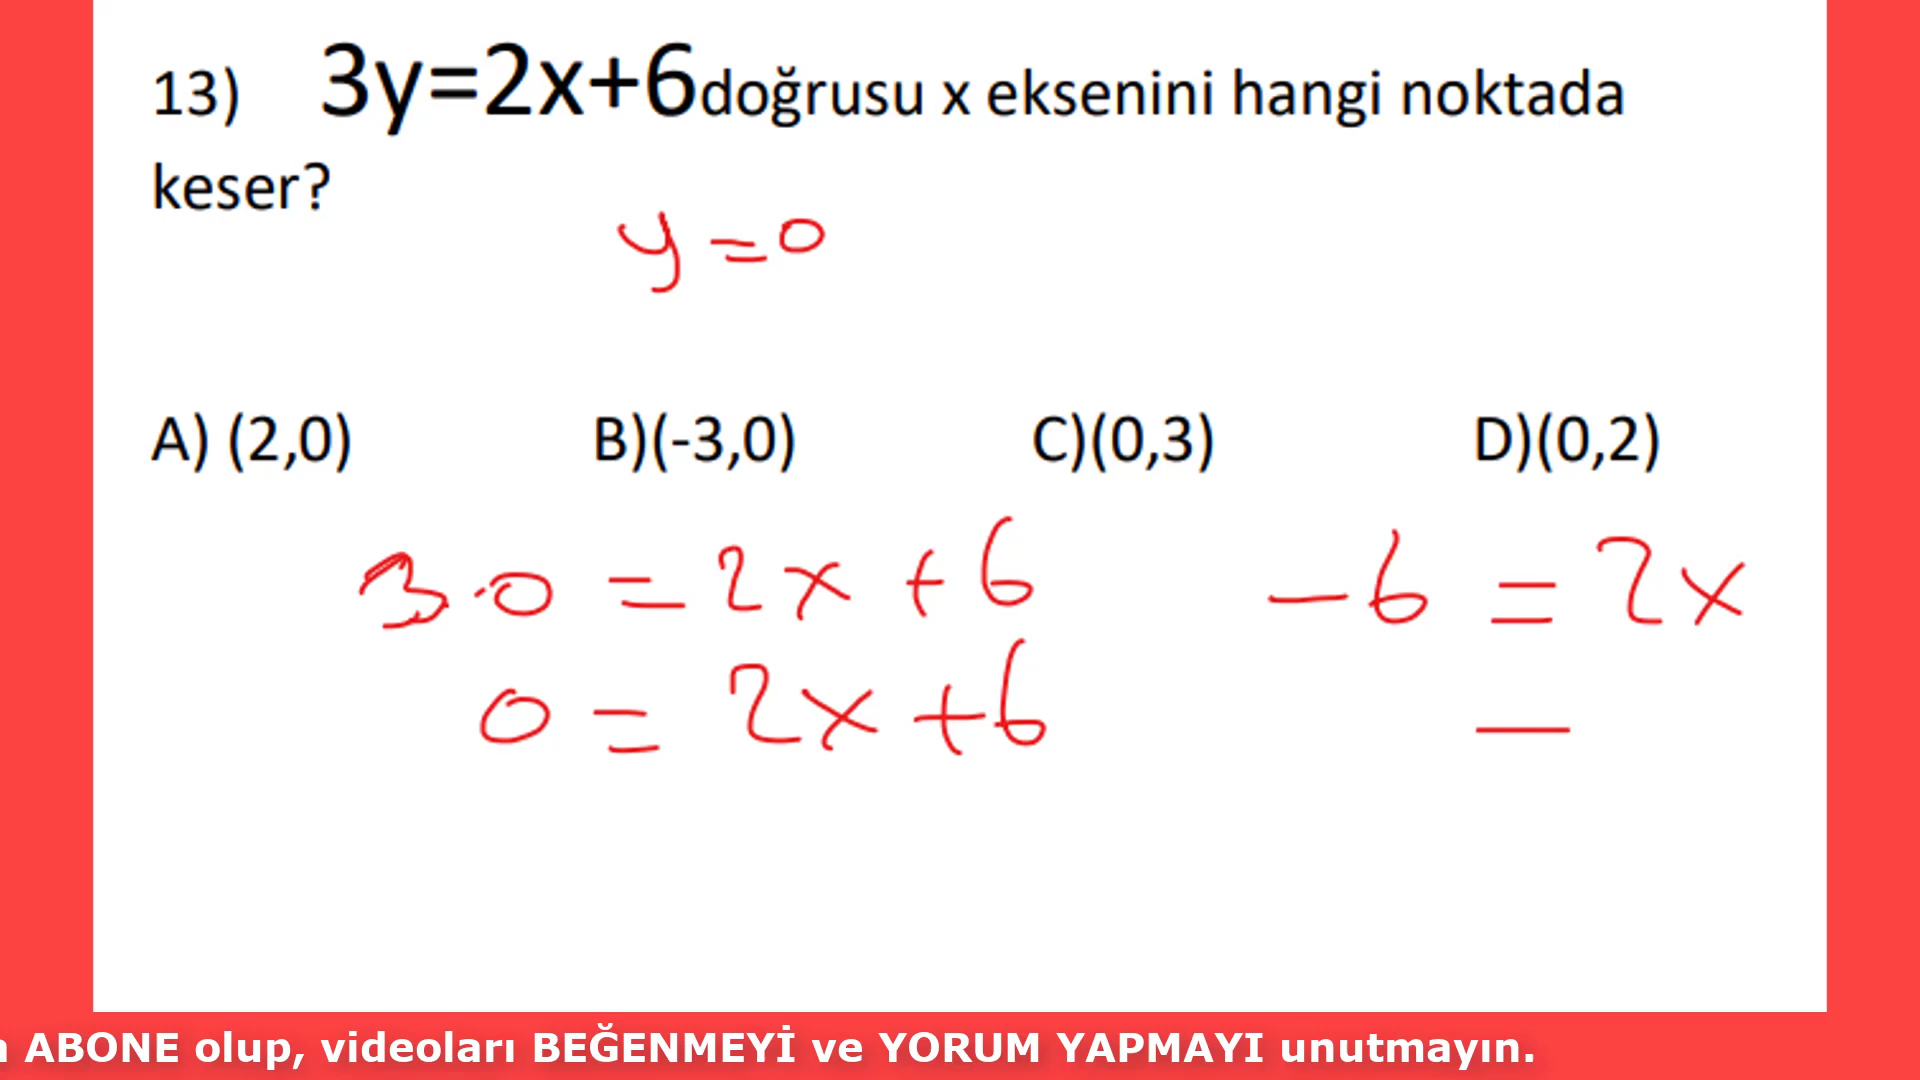 13) 3y=2x+6doğrusu x eksenini hangi noktada
keser?
y = 0
A) (2,0) B)(-3,0) C)(0,3) D)(0,2)
3.0 = 2x + 6 -6 = 2x
0 = 2x + 6 —
ABONE olup, videoları BEĞENMEYİ ve YORUM YAPMAYI unutmayın.